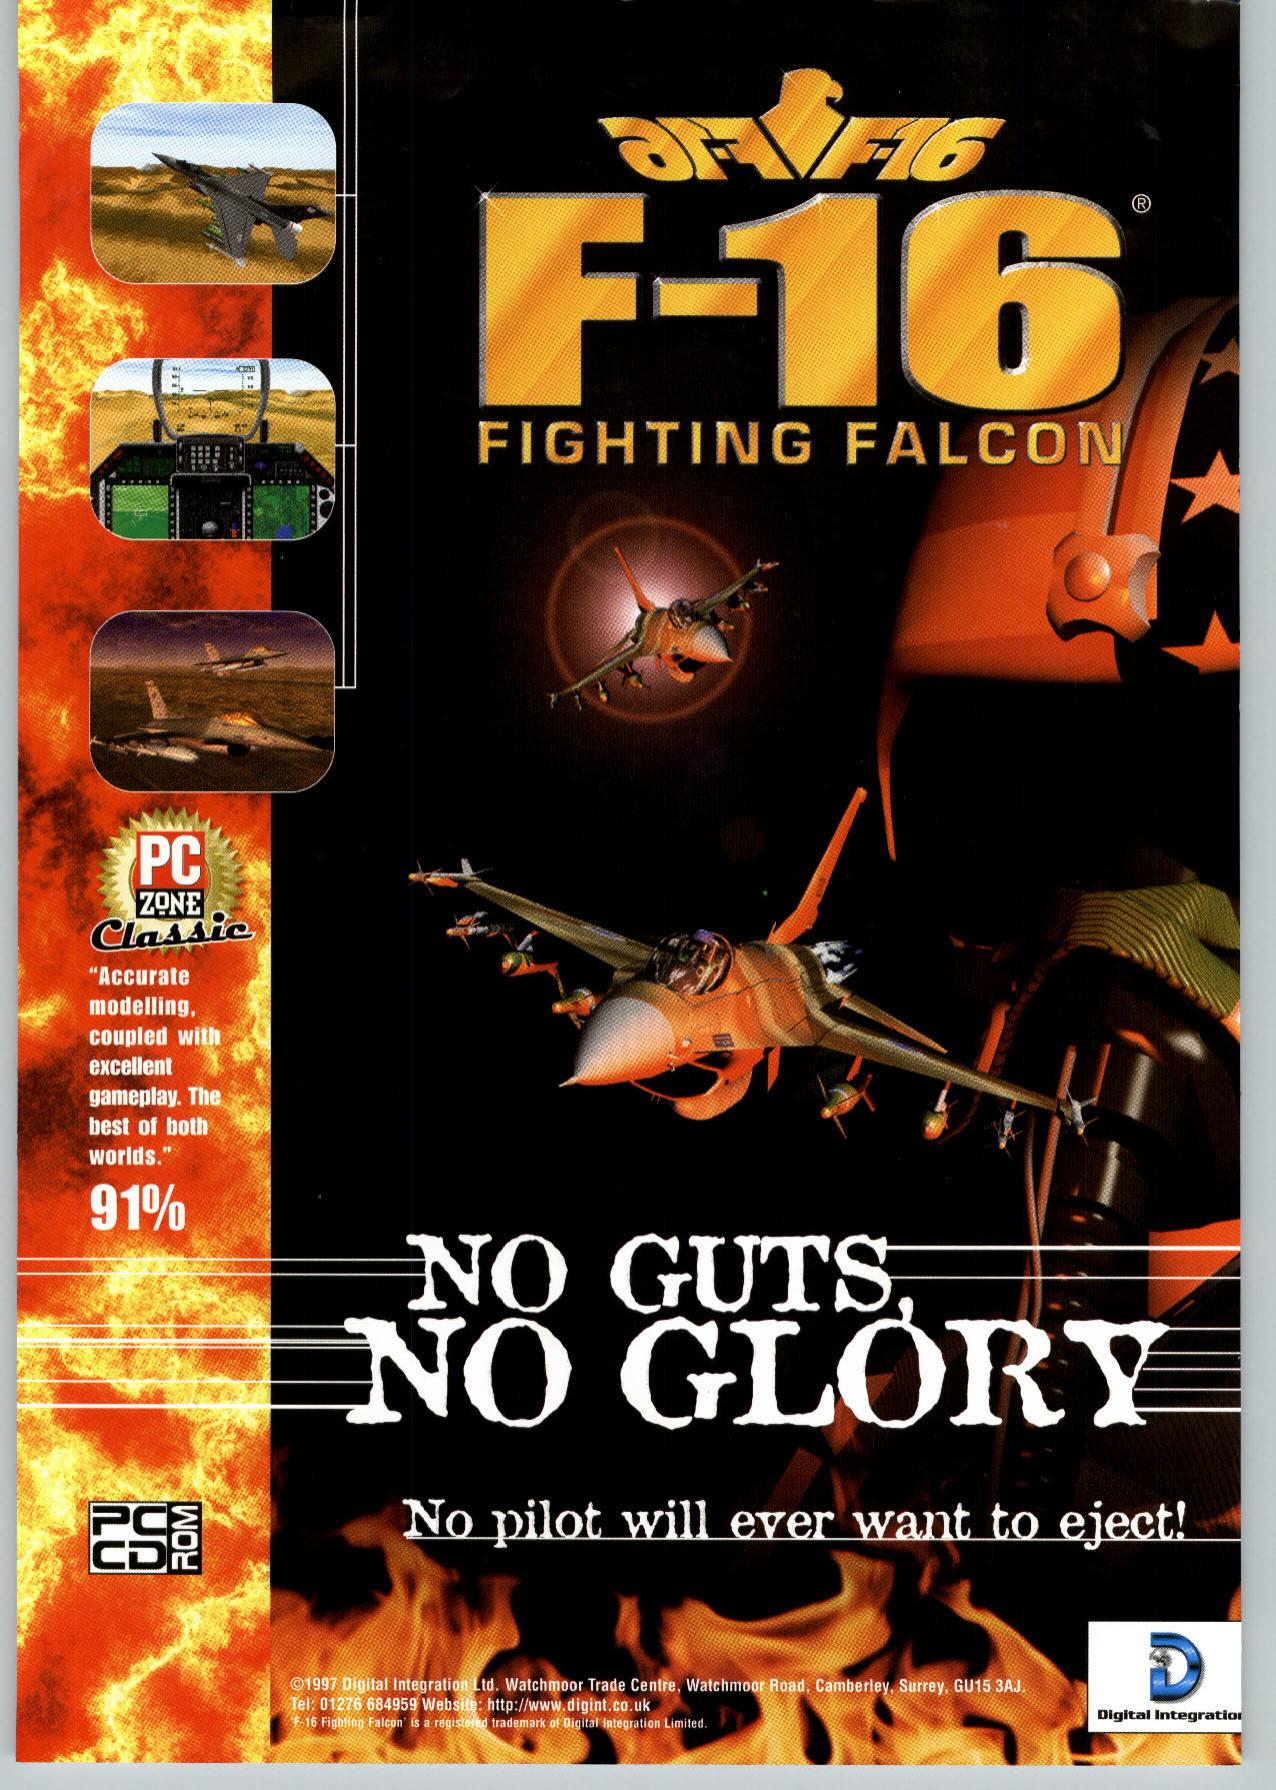 F-16
F-16®
FIGHTING FALCON
PC
ZONE
Classic
“Accurate
modelling,
coupled with
excellent
gameplay. The
best of both
worlds.”
91%
NO GUTS,
NO GLORY
No pilot will ever want to eject!
PC
CD
ROM
©1997 Digital Integration Ltd. Watchmoor Trade Centre, Watchmoor Road, Camberley, Surrey, GU15 3AJ.
Tel: 01276 684959 Website: http://www.digint.co.uk
'F-16 Fighting Falcon' is a registered trademark of Digital Integration Limited.
Digital Integration